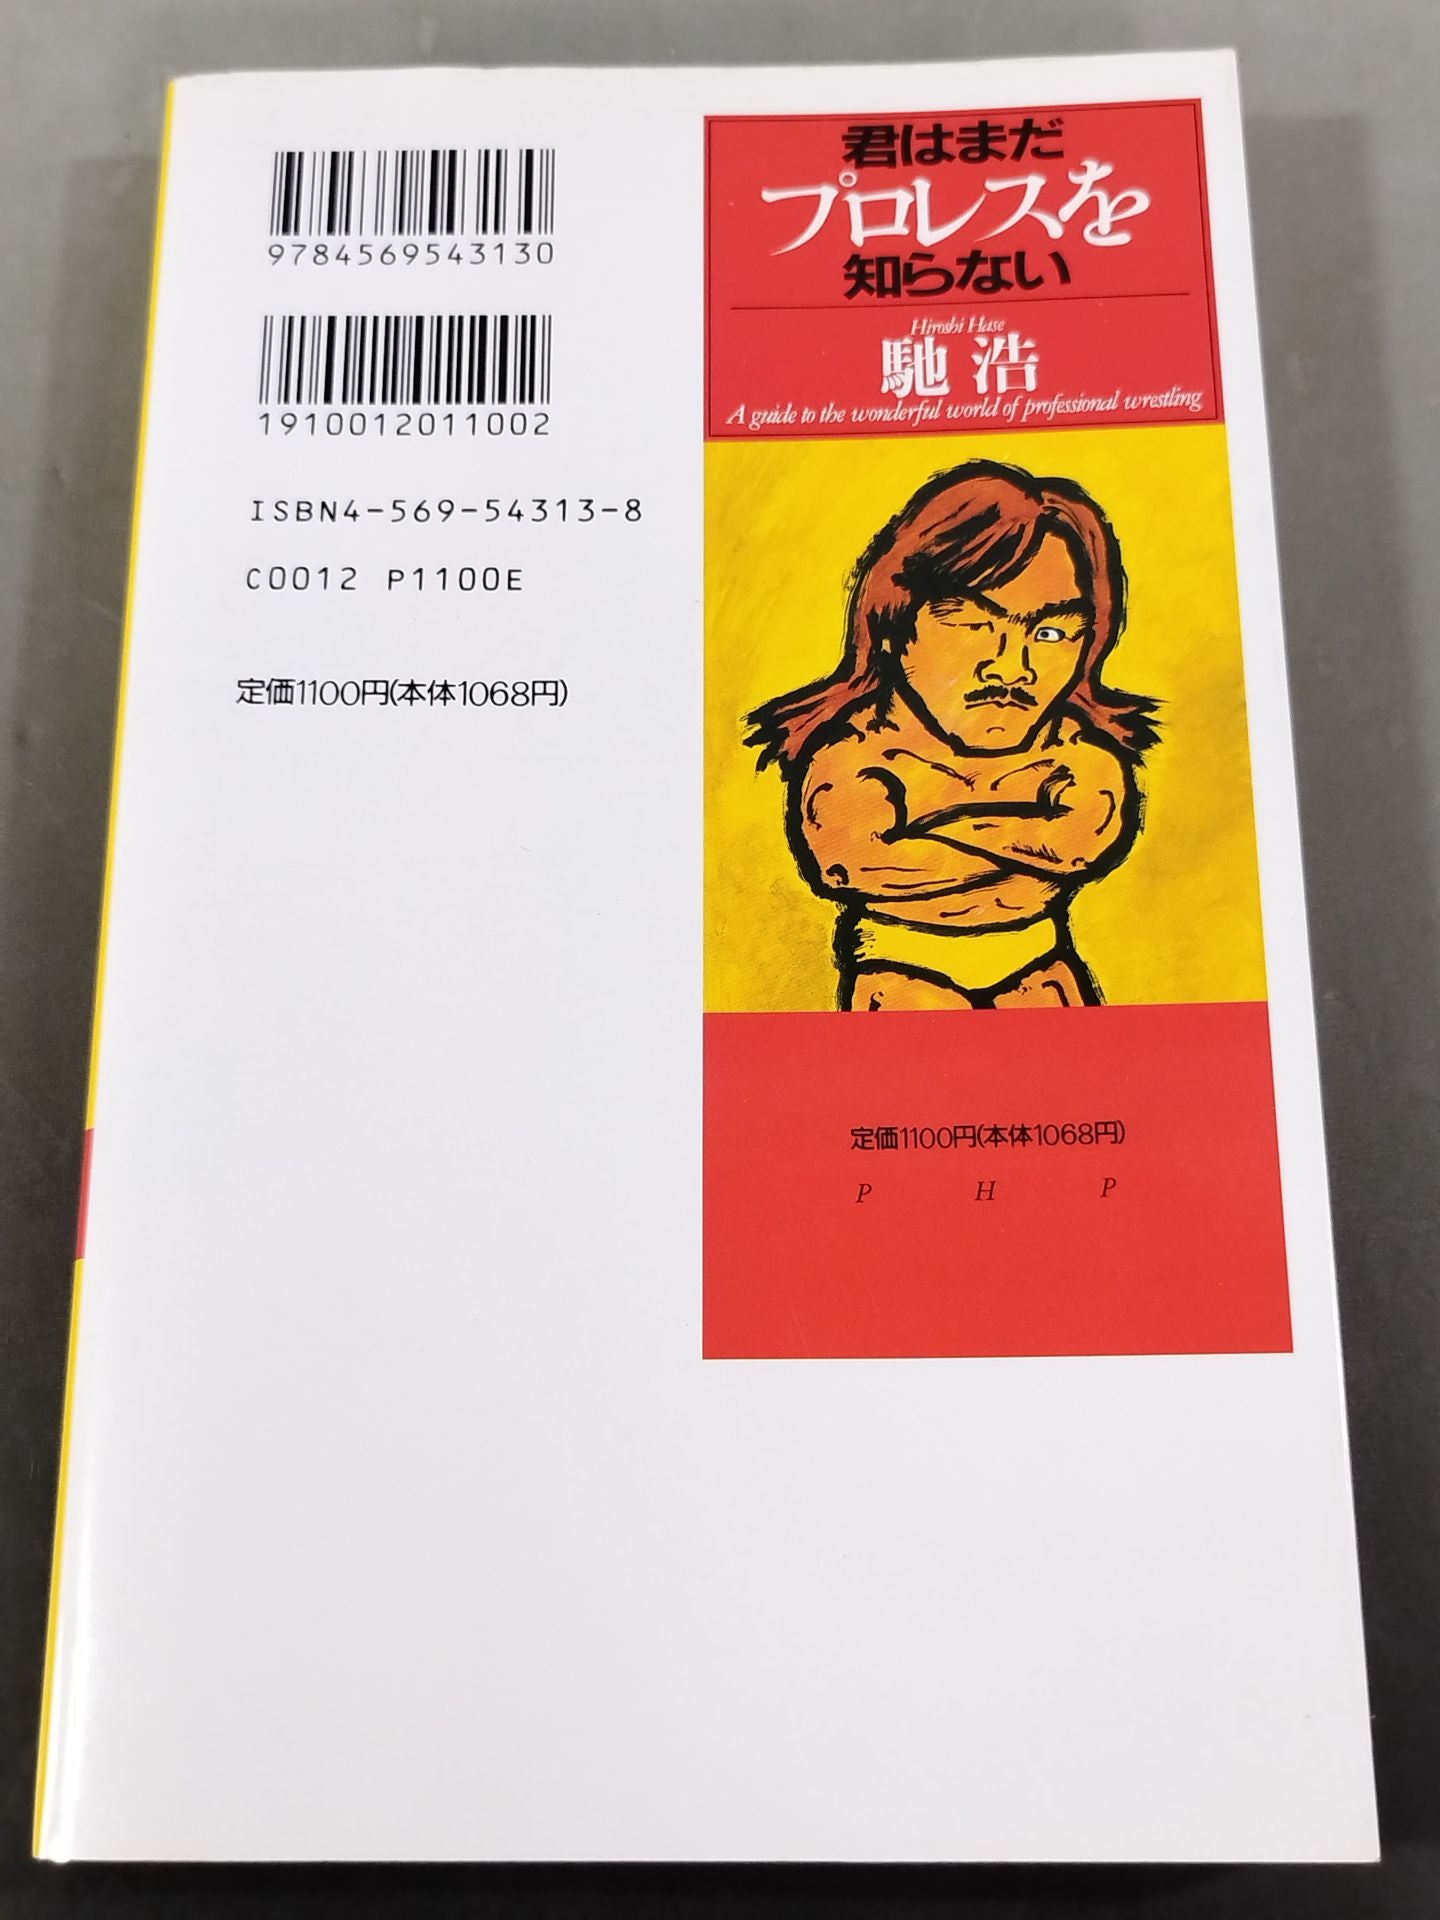 9784569543130
1910012011002
ISBN4-569-54313-8
C0012 P1100E
定価1100円(本体1068円)
君はまだ
プロレスを
知らない
Hiroshi Hase
馳 浩
A guide to the wonderful world of professional wrestling
定価1100円(本体1068円)
P H P